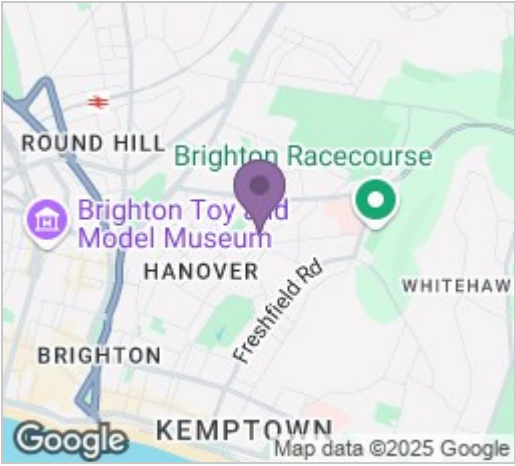 ROUND HILL
Brighton Racecourse
Brighton Toy and
Model Museum
HANOVER
Freshfield Rd
WHITEHAW
BRIGHTON
KEMPTOWN
Google
Map data ©2025 Google